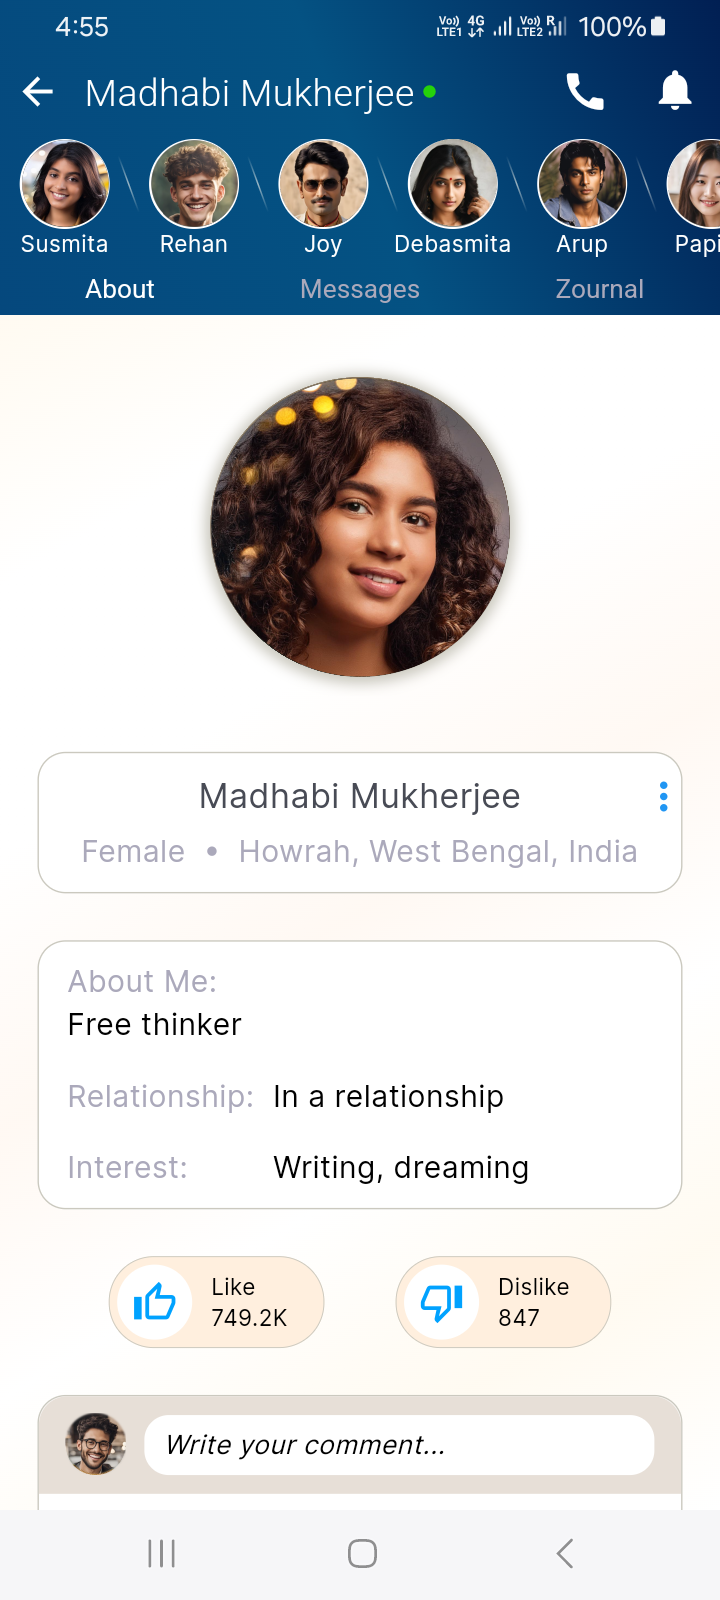 4:55 Vo)) LTE1 4G Vo)) LTE2 R 100%
Madhabi Mukherjee
Susmita Rehan Joy Debasmita Arup Papi
About Messages Zournal
Madhabi Mukherjee
Female • Howrah, West Bengal, India
About Me:
Free thinker
Relationship: In a relationship
Interest: Writing, dreaming
Like
749.2K
Dislike
847
Write your comment...